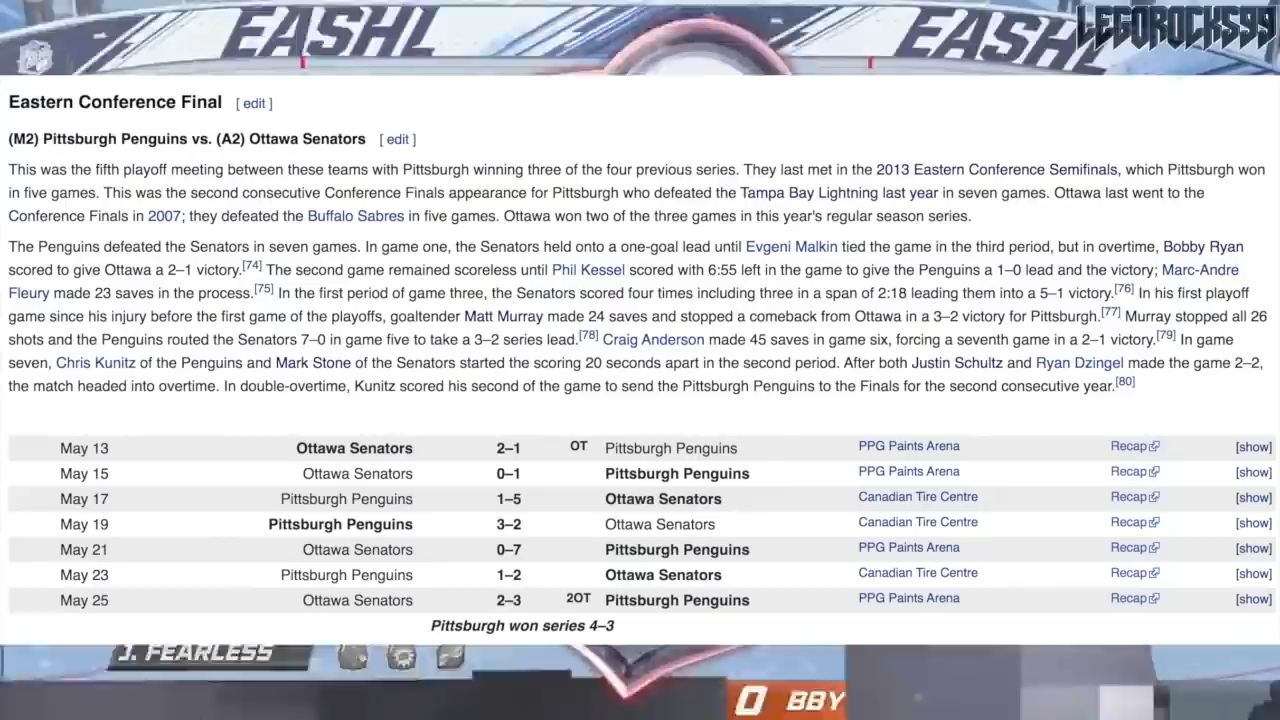 EASHL
EASHL
LEGOROCKS99
Eastern Conference Final [ edit ]
(M2) Pittsburgh Penguins vs. (A2) Ottawa Senators [ edit ]
This was the fifth playoff meeting between these teams with Pittsburgh winning three of the four previous series. They last met in the 2013 Eastern Conference Semifinals, which Pittsburgh won
in five games. This was the second consecutive Conference Finals appearance for Pittsburgh who defeated the Tampa Bay Lightning last year in seven games. Ottawa last went to the
Conference Finals in 2007; they defeated the Buffalo Sabres in five games. Ottawa won two of the three games in this year's regular season series.
The Penguins defeated the Senators in seven games. In game one, the Senators held onto a one-goal lead until Evgeni Malkin tied the game in the third period, but in overtime, Bobby Ryan
scored to give Ottawa a 2–1 victory.[74] The second game remained scoreless until Phil Kessel scored with 6:55 left in the game to give the Penguins a 1–0 lead and the victory; Marc-Andre
Fleury made 23 saves in the process.[75] In the first period of game three, the Senators scored four times including three in a span of 2:18 leading them into a 5–1 victory.[76] In his first playoff
game since his injury before the first game of the playoffs, goaltender Matt Murray made 24 saves and stopped a comeback from Ottawa in a 3–2 victory for Pittsburgh.[77] Murray stopped all 26
shots and the Penguins routed the Senators 7–0 in game five to take a 3–2 series lead.[78] Craig Anderson made 45 saves in game six, forcing a seventh game in a 2–1 victory.[79] In game
seven, Chris Kunitz of the Penguins and Mark Stone of the Senators started the scoring 20 seconds apart in the second period. After both Justin Schultz and Ryan Dzingel made the game 2–2,
the match headed into overtime. In double-overtime, Kunitz scored his second of the game to send the Pittsburgh Penguins to the Finals for the second consecutive year.[80]
May 13 Ottawa Senators 2–1 OT Pittsburgh Penguins PPG Paints Arena Recap [show]
May 15 Ottawa Senators 0–1 Pittsburgh Penguins PPG Paints Arena Recap [show]
May 17 Pittsburgh Penguins 1–5 Ottawa Senators Canadian Tire Centre Recap [show]
May 19 Pittsburgh Penguins 3–2 Ottawa Senators Canadian Tire Centre Recap [show]
May 21 Ottawa Senators 0–7 Pittsburgh Penguins PPG Paints Arena Recap [show]
May 23 Pittsburgh Penguins 1–2 Ottawa Senators Canadian Tire Centre Recap [show]
May 25 Ottawa Senators 2–3 2OT Pittsburgh Penguins PPG Paints Arena Recap [show]
Pittsburgh won series 4–3
J. FEARLESS
0 BBY